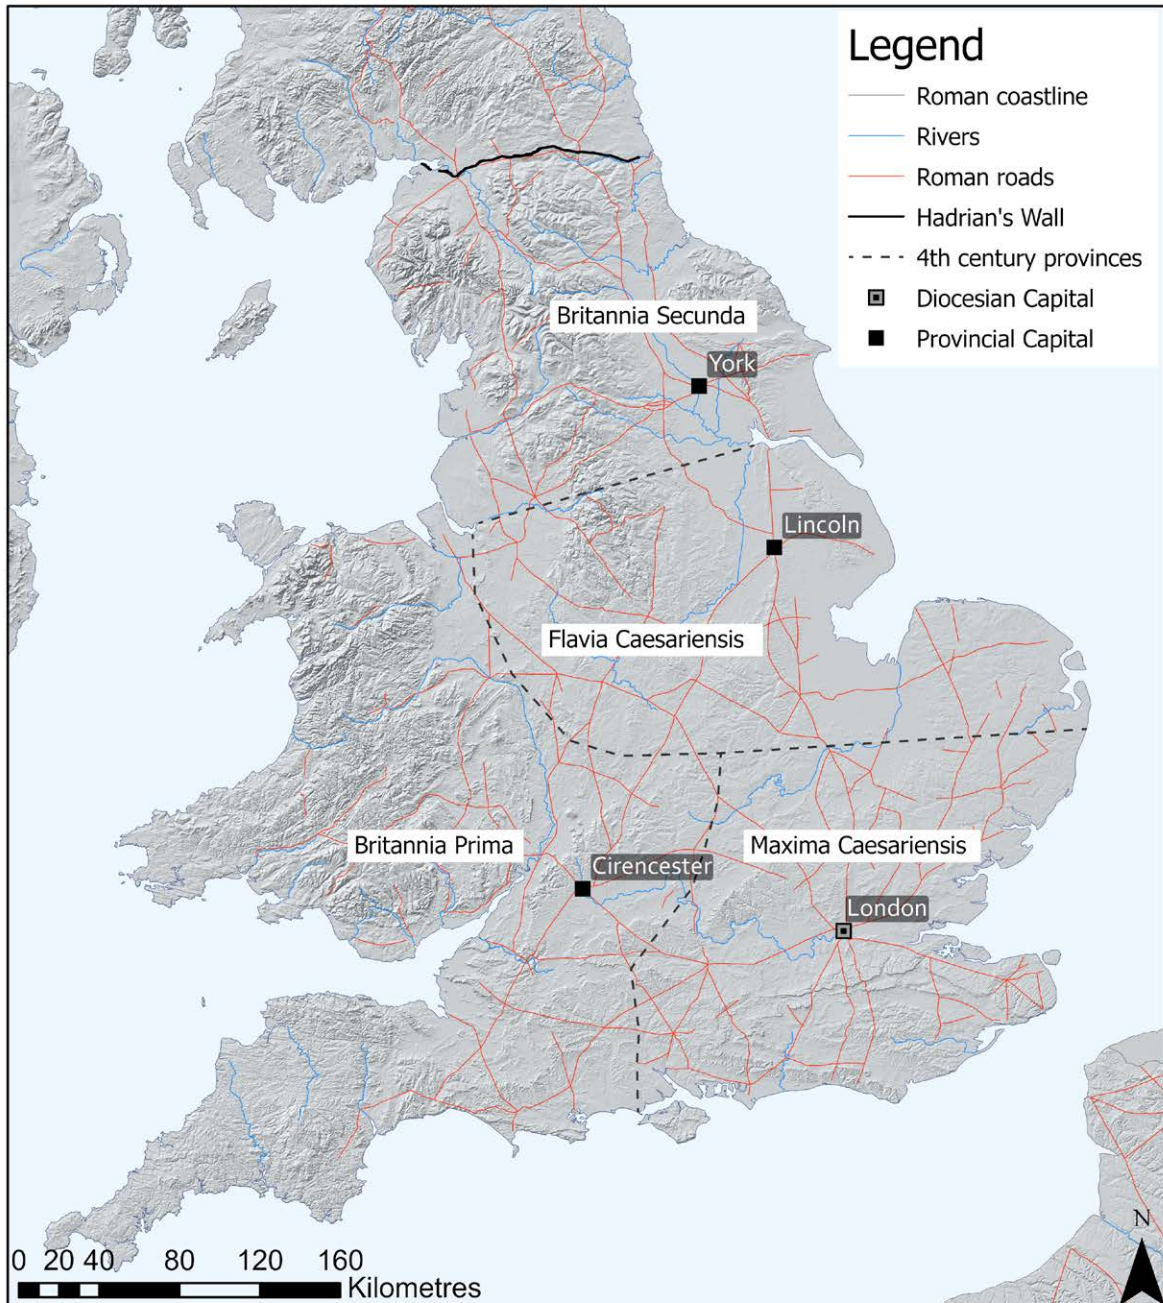 Legend
Roman coastline
Rivers
Roman roads
Hadrian's Wall
4th century provinces
Diocesian Capital
Provincial Capital
Britannia Secunda
York
Lincoln
Flavia Caesariensis
Britannia Prima
Maxima Caesariensis
Cirencester
London
N
0 20 40 80 120 160
Kilometres